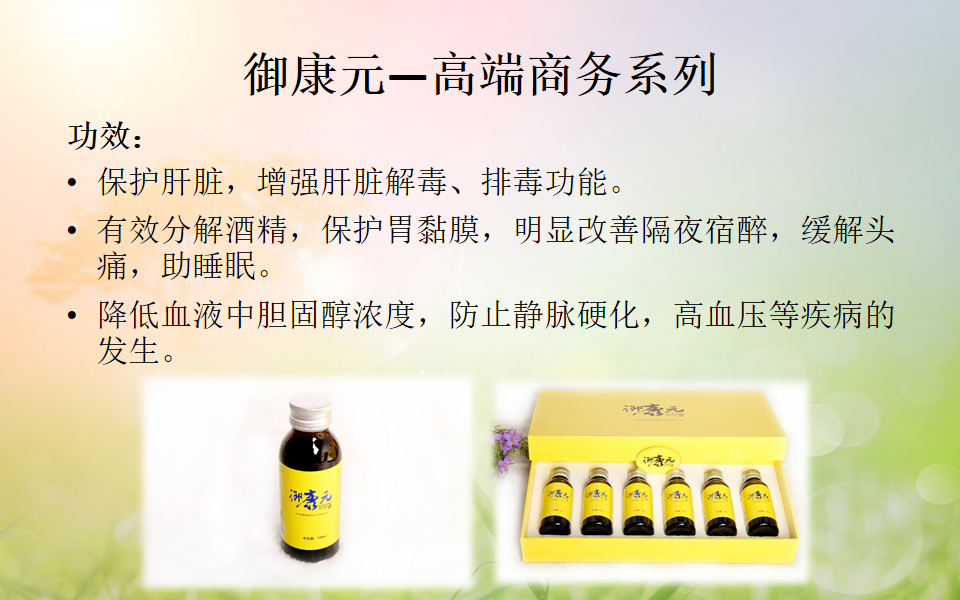 御康元—高端商务系列
功效：
• 保护肝脏，增强肝脏解毒、排毒功能。
• 有效分解酒精，保护胃黏膜，明显改善隔夜宿醉，缓解头
痛，助睡眠。
• 降低血液中胆固醇浓度，防止静脉硬化，高血压等疾病的
发生。
御康元
御康元
御康元